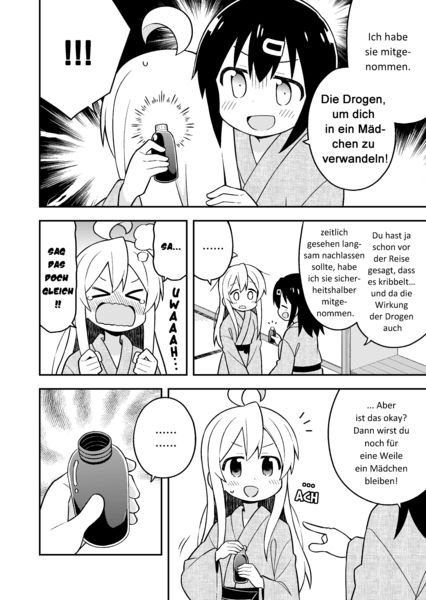 Ich habe
sie mitge-
nommen.
!!!
Die Drogen,
um dich
in ein Mäd-
chen zu
verwandeln!
Du hast ja
schon vor
der Reise
gesagt, dass
es kribbelt...
und da die
Wirkung
der Drogen
auch
zeitlich
gesehen lang-
sam nachlassen
sollte, habe
ich sie sicher-
heitshalber
mitge-
nommen.
......
SA...
UWAAAH...
SAG
DAS
DOCH
GLEICH
!!
... Aber
ist das okay?
Dann wirst du
noch für
eine Weile
ein Mädchen
bleiben!
...
ACH
......
......